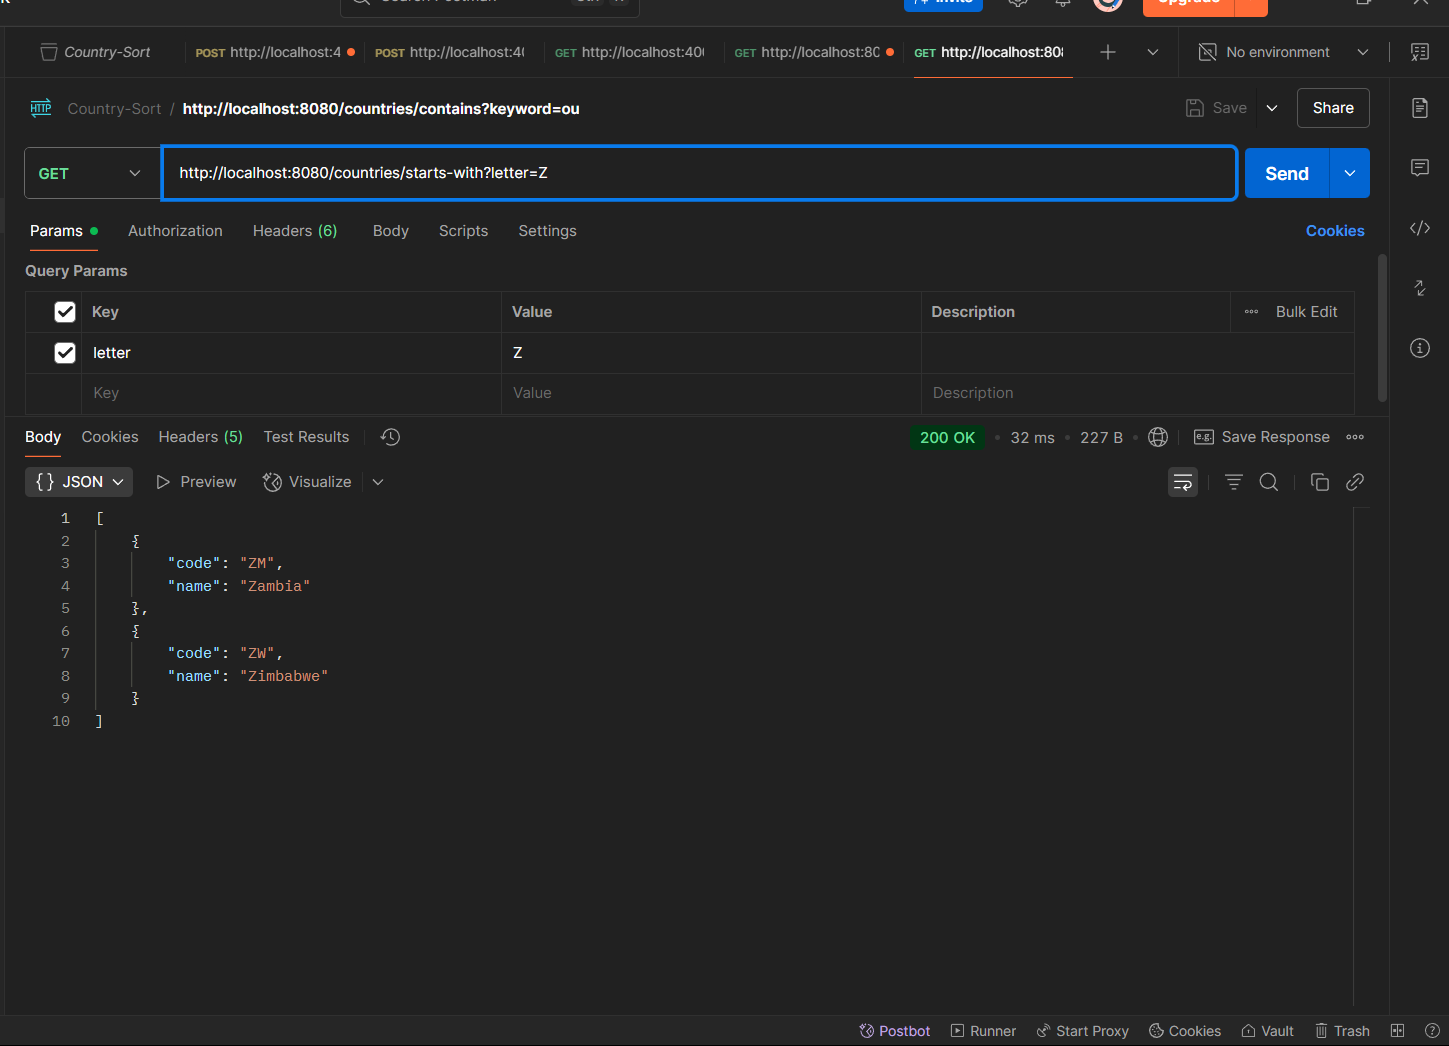 Country-Sort
POST http://localhost:4
POST http://localhost:40
GET http://localhost:400
GET http://localhost:80
GET http://localhost:808
No environment
HTTP
Country-Sort / http://localhost:8080/countries/contains?keyword=ou
Save
Share
GET
http://localhost:8080/countries/starts-with?letter=Z
Send
Params
Authorization
Headers (6)
Body
Scripts
Settings
Cookies
Query Params
Key
Value
Description
Bulk Edit
letter
Z
Key
Value
Description
Body
Cookies
Headers (5)
Test Results
200 OK
32 ms
227 B
e.g.
Save Response
{} JSON
Preview
Visualize
1 [
2 {
3 "code": "ZM",
4 "name": "Zambia"
5 },
6 {
7 "code": "ZW",
8 "name": "Zimbabwe"
9 }
10 ]
Postbot
Runner
Start Proxy
Cookies
Vault
Trash